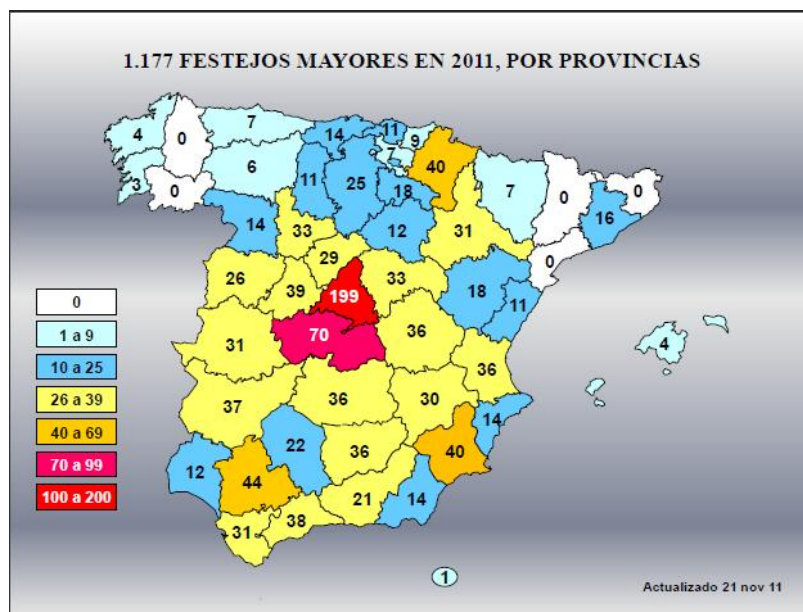 1.177 FESTEJOS MAYORES EN 2011, POR PROVINCIAS
4 0 7 14 11 9
7
3 0 6 11 25 18 40 7 0 0
16
14 33 12 31 0
29
26 39 199 33 18 11
31 70 36 4
36
37 36 30
14
12 44 22 36 40
21 14
31 38
1
0
1 a 9
10 a 25
26 a 39
40 a 69
70 a 99
100 a 200
Actualizado 21 nov 11